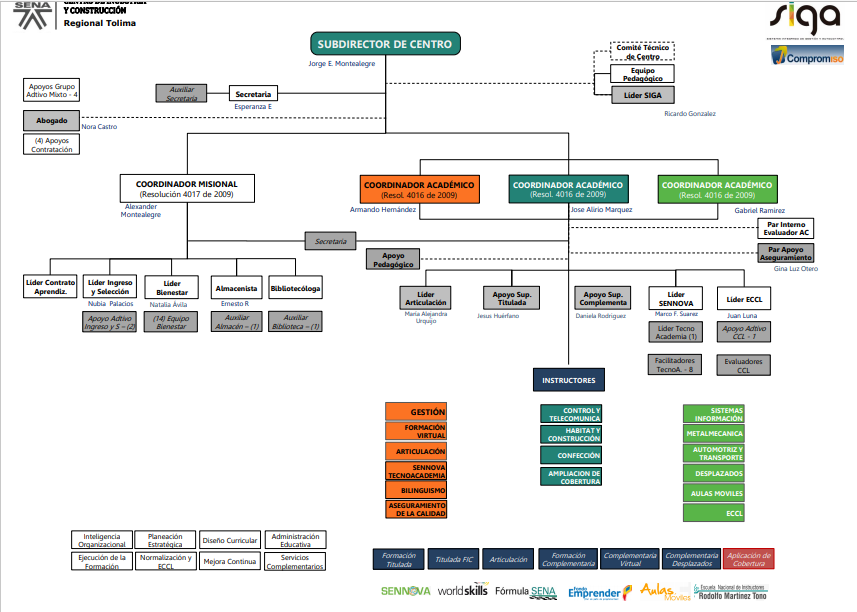 SENA
Y CONSTRUCCIÓN
Regional Tolima
siga
Compromiso
SUBDIRECTOR DE CENTRO
Jorge E. Montealegre
Comité Técnico
de Centro
Equipo
Pedagógico
Líder SIGA
Ricardo Gonzalez
Apoyos Grupo
Adtivo Mixto - 4
Auxiliar
Secretaria
Secretaria
Esperanza E
Abogado
Nora Castro
(4) Apoyos
Contratación
COORDINADOR MISIONAL
(Resolución 4017 de 2009)
Alexander
Montealegre
COORDINADOR ACADÉMICO
(Resol. 4016 de 2009)
Armando Hernández
COORDINADOR ACADÉMICO
(Resol. 4016 de 2009)
Jose Alirio Marquez
COORDINADOR ACADÉMICO
(Resol. 4016 de 2009)
Gabriel Ramirez
Par Interno
Evaluador AC
Secretaria
Apoyo
Pedagógico
Par Apoyo
Aseguramiento
Gina Luz Otero
Líder Contrato
Aprendiz.
Líder Ingreso
y Selección
Nubia Palacios
Apoyo Adtivo
Ingreso y S – (2)
Líder
Bienestar
Natalia Ávila
(14) Equipo
Bienestar
Almacenista
Ernesto R
Auxiliar
Almacén – (1)
Bibliotecóloga
Auxiliar
Biblioteca – (1)
Líder
Articulación
María Alejandra
Urquijo
Apoyo Sup.
Titulada
Jesus Huérfano
Apoyo Sup.
Complementa
Daniela Rodriguez
Líder
SENNOVA
Marco F. Suarez
Lider Tecno
Academia (1)
Facilitadores
TecnoA. - 8
Líder ECCL
Juan Luna
Apoyo Adtivo
CCL - 1
Evaluadores
CCL
INSTRUCTORES
GESTIÓN
FORMACIÓN
VIRTUAL
ARTICULACIÓN
SENNOVA
TECNOACADEMIA
BILINGUISMO
ASEGURAMIENTO
DE LA CALIDAD
CONTROL Y
TELECOMUNICA
HABITAT Y
CONSTRUCCIÓN
CONFECCIÓN
AMPLIACION DE
COBERTURA
SISTEMAS
INFORMACIÓN
METALMECANICA
AUTOMOTRIZ Y
TRANSPORTE
DESPLAZADOS
AULAS MOVILES
ECCL
Inteligencia
Organizacional
Planeación
Estratégica
Diseño Curricular
Administración
Educativa
Ejecución de la
Formación
Normalización y
ECCL
Mejora Continua
Servicios
Complementarios
Formación
Titulada
Titulada FIC
Articulación
Formación
Complementaria
Complementaria
Virtual
Complementaria
Desplazados
Aplicación de
Cobertura
SENNOVA
worldskills
Fórmula SENA
Fondo
Emprender
Aulas
Móviles
Escuela Nacional de Instructores
Rodolfo Martínez Tono